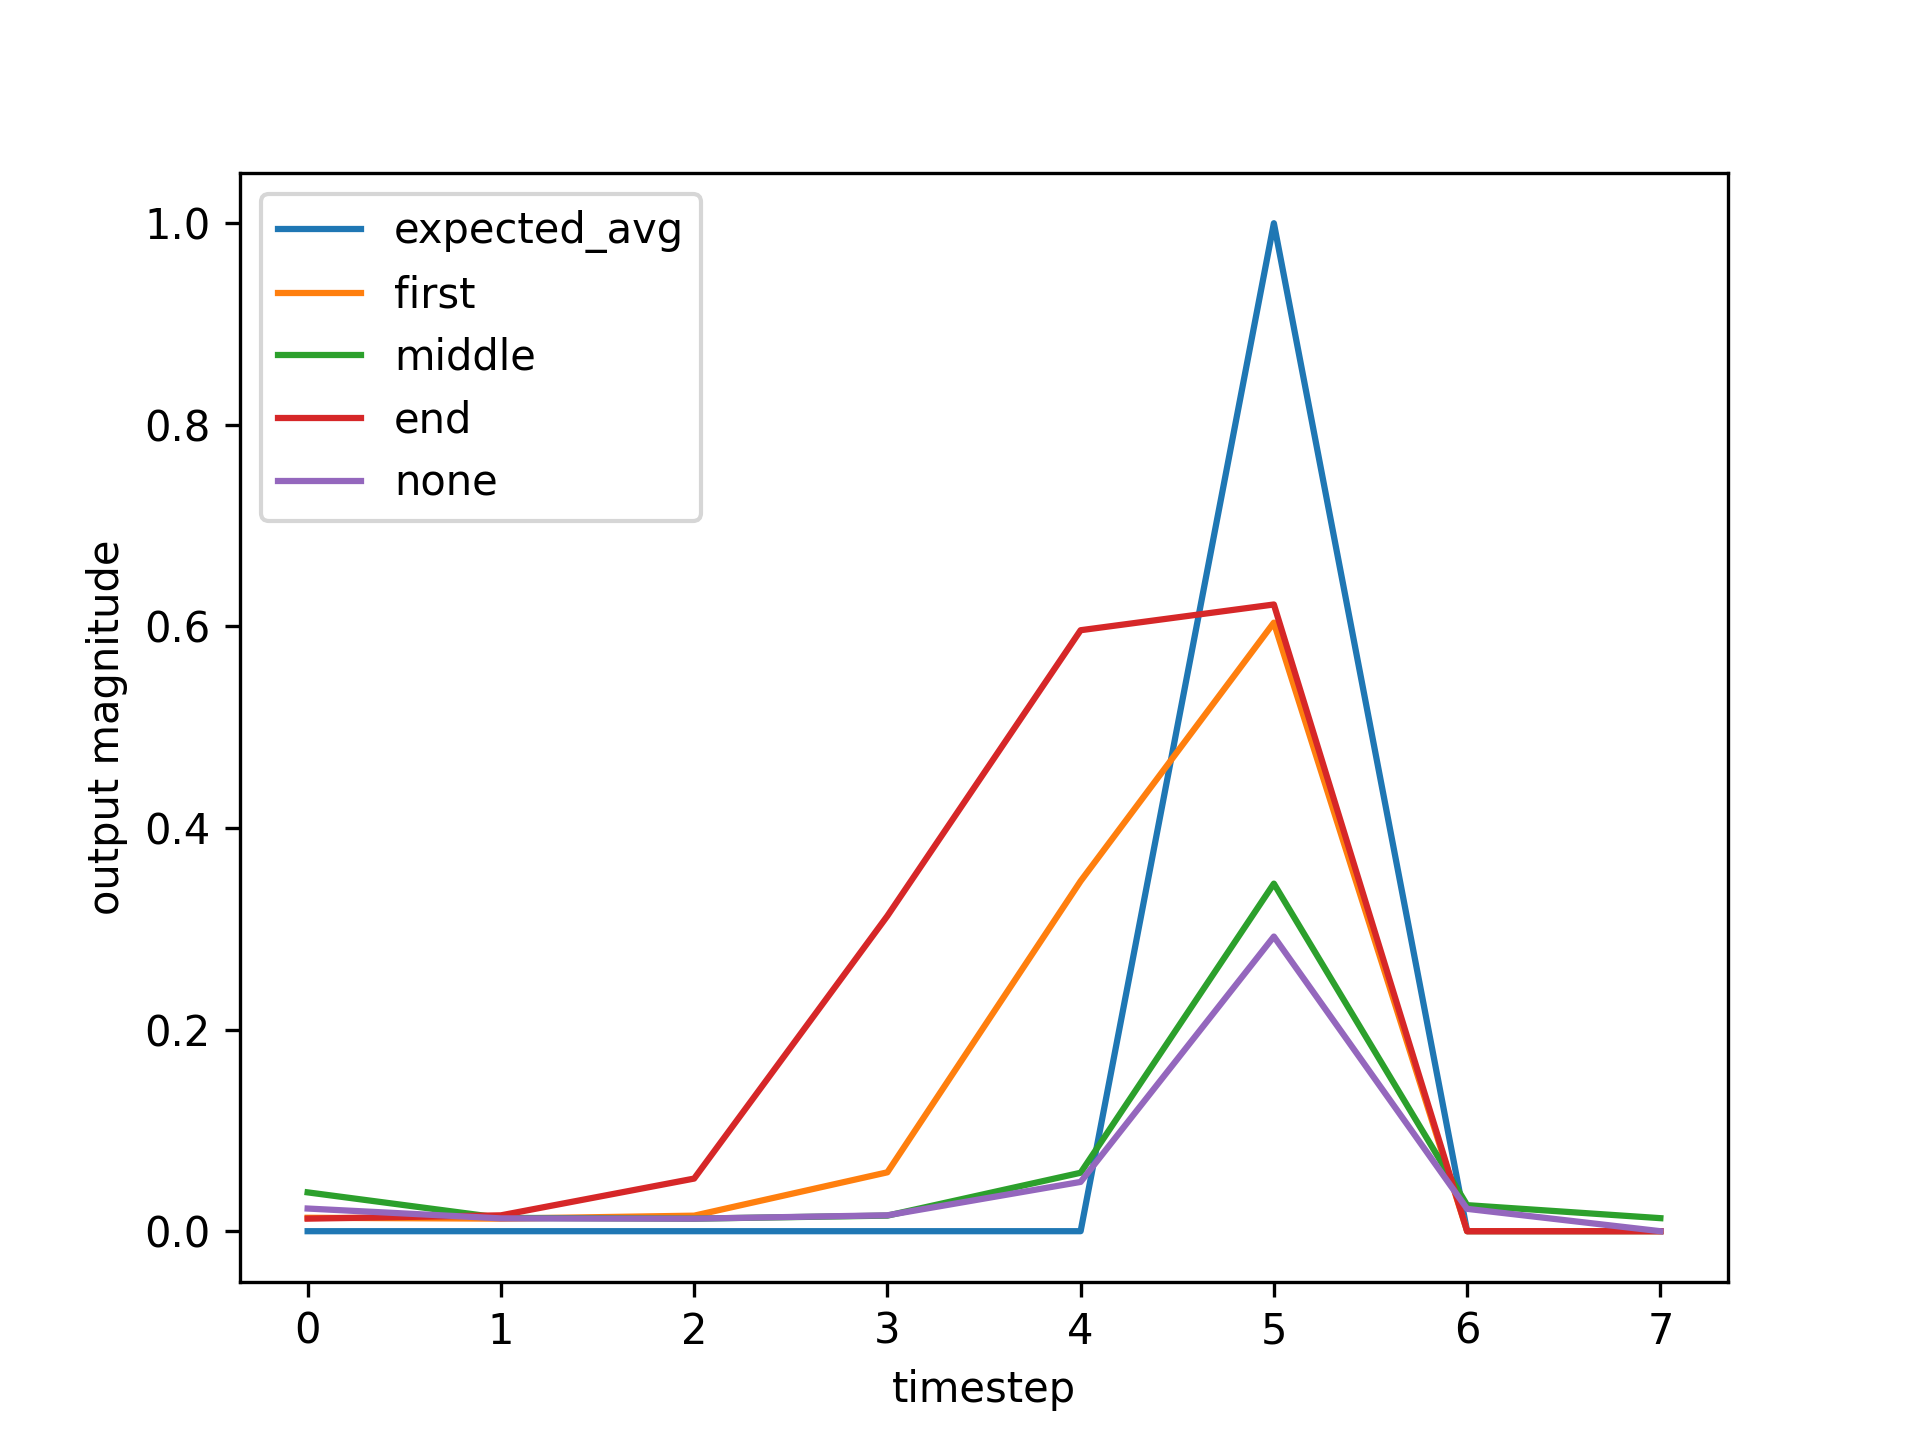 expected_avg
first
middle
end
none
1.0
0.8
0.6
0.4
0.2
0.0
output magnitude
0 1 2 3 4 5 6 7
timestep